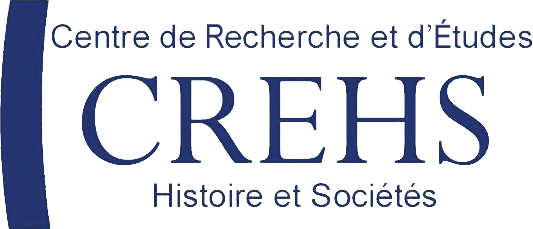 Centre de Recherche et d'Études
CREHS
Histoire et Sociétés